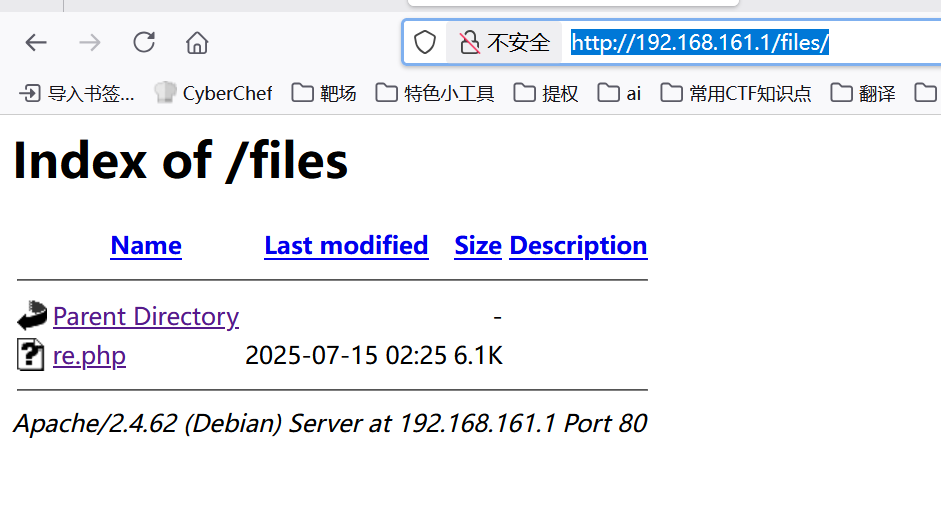 不安全 http://192.168.161.1/files/
导入书签... CyberChef 靶场 特色小工具 提权 ai 常用CTF知识点 翻译
Index of /files
Name Last modified Size Description
Parent Directory -
re.php 2025-07-15 02:25 6.1K
Apache/2.4.62 (Debian) Server at 192.168.161.1 Port 80